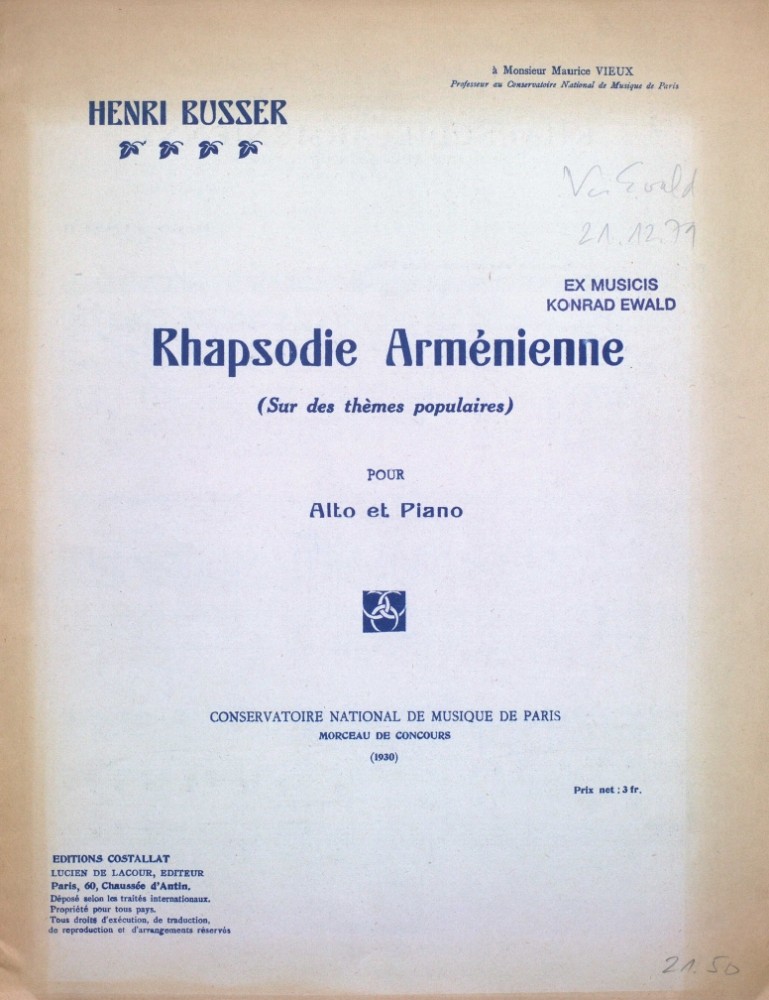 à Monsieur Maurice VIEUX
Professeur au Conservatoire National de Musique de Paris
HENRI BUSSER
Ewald
21.12.79
EX MUSICIS
KONRAD EWALD
Rhapsodie Arménienne
(Sur des thèmes populaires)
POUR
Alto et Piano
CONSERVATOIRE NATIONAL DE MUSIQUE DE PARIS
MORCEAU DE CONCOURS
(1930)
Prix net : 3 fr.
EDITIONS COSTALLAT
LUCIEN DE LACOUR, EDITEUR
Paris, 60, Chaussée d'Antin.
Déposé selon les traités internationaux.
Propriété pour tous pays.
Tous droits d'exécution, de traduction,
de reproduction et d'arrangements réservés
21.50